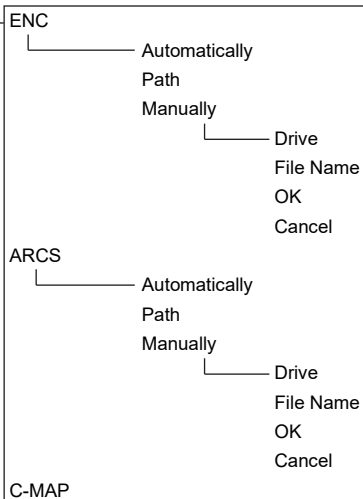 ENC
Automatically
Path
Manually
Drive
File Name
OK
Cancel
ARCS
Automatically
Path
Manually
Drive
File Name
OK
Cancel
C-MAP